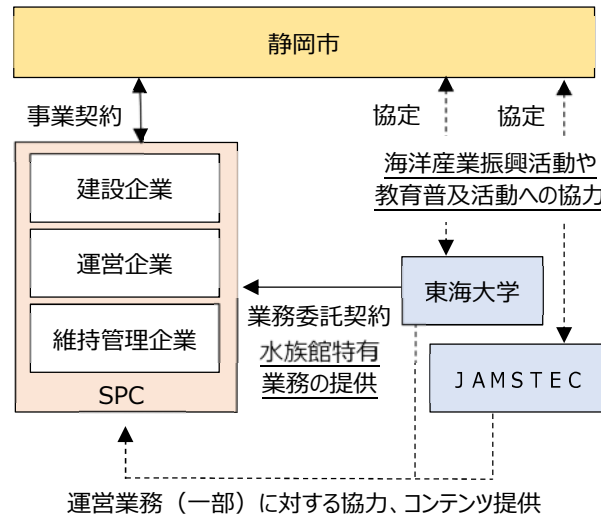 静岡市
事業契約
協定
協定
海洋産業振興活動や
教育普及活動への協力
建設企業
運営企業
維持管理企業
SPC
東海大学
業務委託契約
水族館特有
業務の提供
ＪＡＭＳＴＥＣ
運営業務（一部）に対する協力、コンテンツ提供